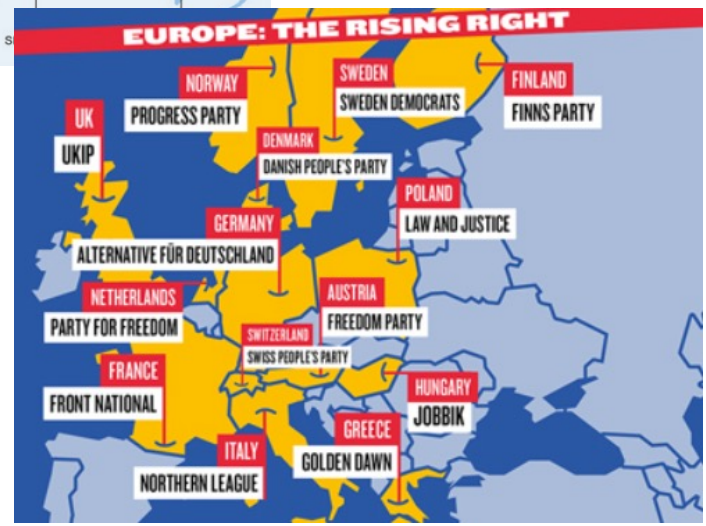 EUROPE: THE RISING RIGHT
NORWAY
PROGRESS PARTY
SWEDEN
SWEDEN DEMOCRATS
FINLAND
FINNS PARTY
UK
UKIP
DENMARK
DANISH PEOPLE'S PARTY
POLAND
LAW AND JUSTICE
GERMANY
ALTERNATIVE FÜR DEUTSCHLAND
NETHERLANDS
PARTY FOR FREEDOM
AUSTRIA
FREEDOM PARTY
SWITZERLAND
SWISS PEOPLE'S PARTY
FRANCE
FRONT NATIONAL
HUNGARY
JOBBIK
ITALY
NORTHERN LEAGUE
GREECE
GOLDEN DAWN